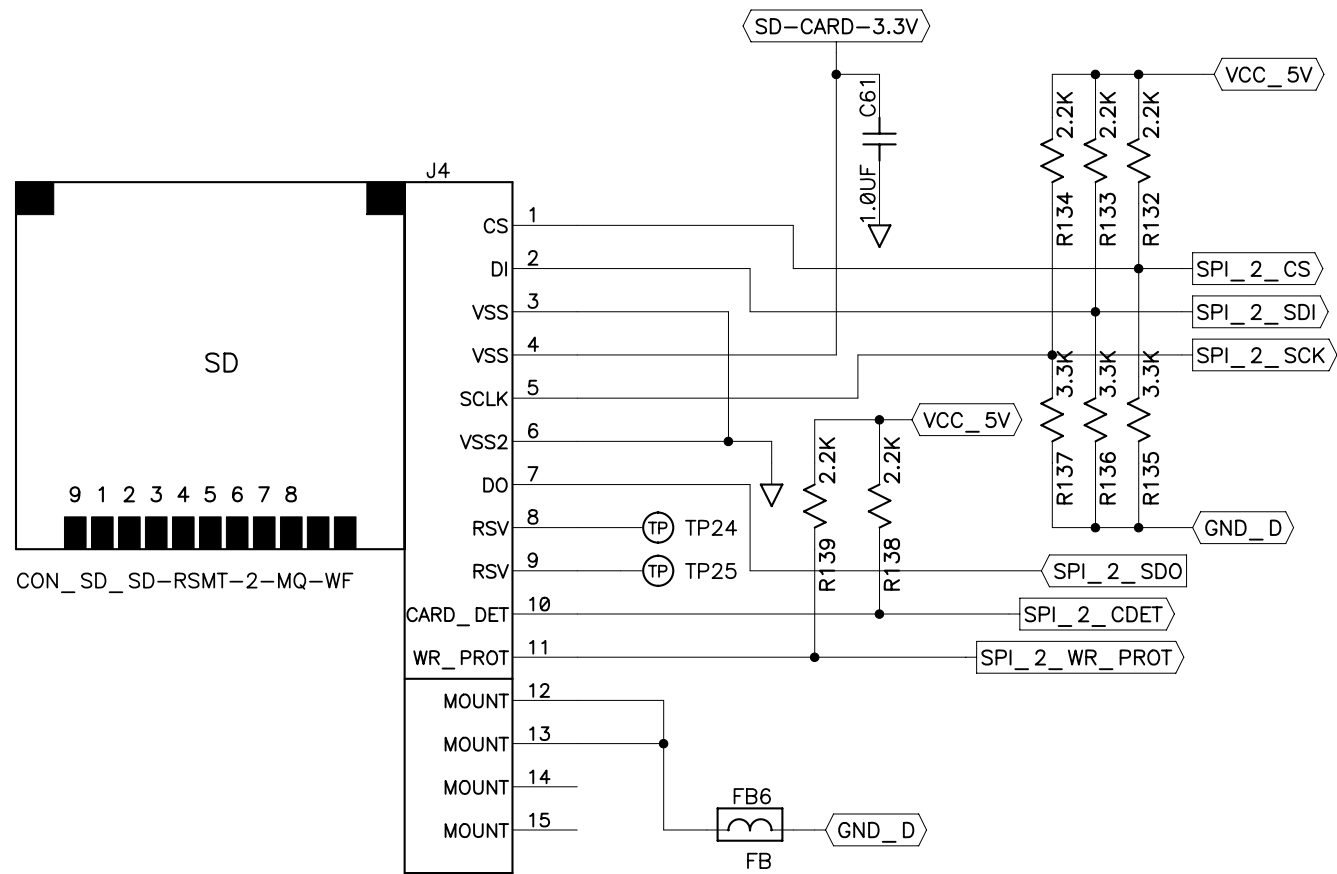 SD-CARD-3.3V
VCC_5V
C61
1.0UF
2.2K
2.2K
2.2K
R134
R133
R132
J4
CS 1
DI 2
VSS 3
VSS 4
SCLK 5
VSS2 6
DO 7
RSV 8
RSV 9
CARD_DET 10
WR_PROT 11
MOUNT 12
MOUNT 13
MOUNT 14
MOUNT 15
SD
9 1 2 3 4 5 6 7 8
CON_SD_SD-RSMT-2-MQ-WF
SPI_2_CS
SPI_2_SDI
SPI_2_SCK
3.3K
3.3K
3.3K
R137
R136
R135
VCC_5V
2.2K
2.2K
R139
R138
GND_D
TP TP24
TP TP25
SPI_2_SDO
SPI_2_CDET
SPI_2_WR_PROT
FB6
FB
GND_D